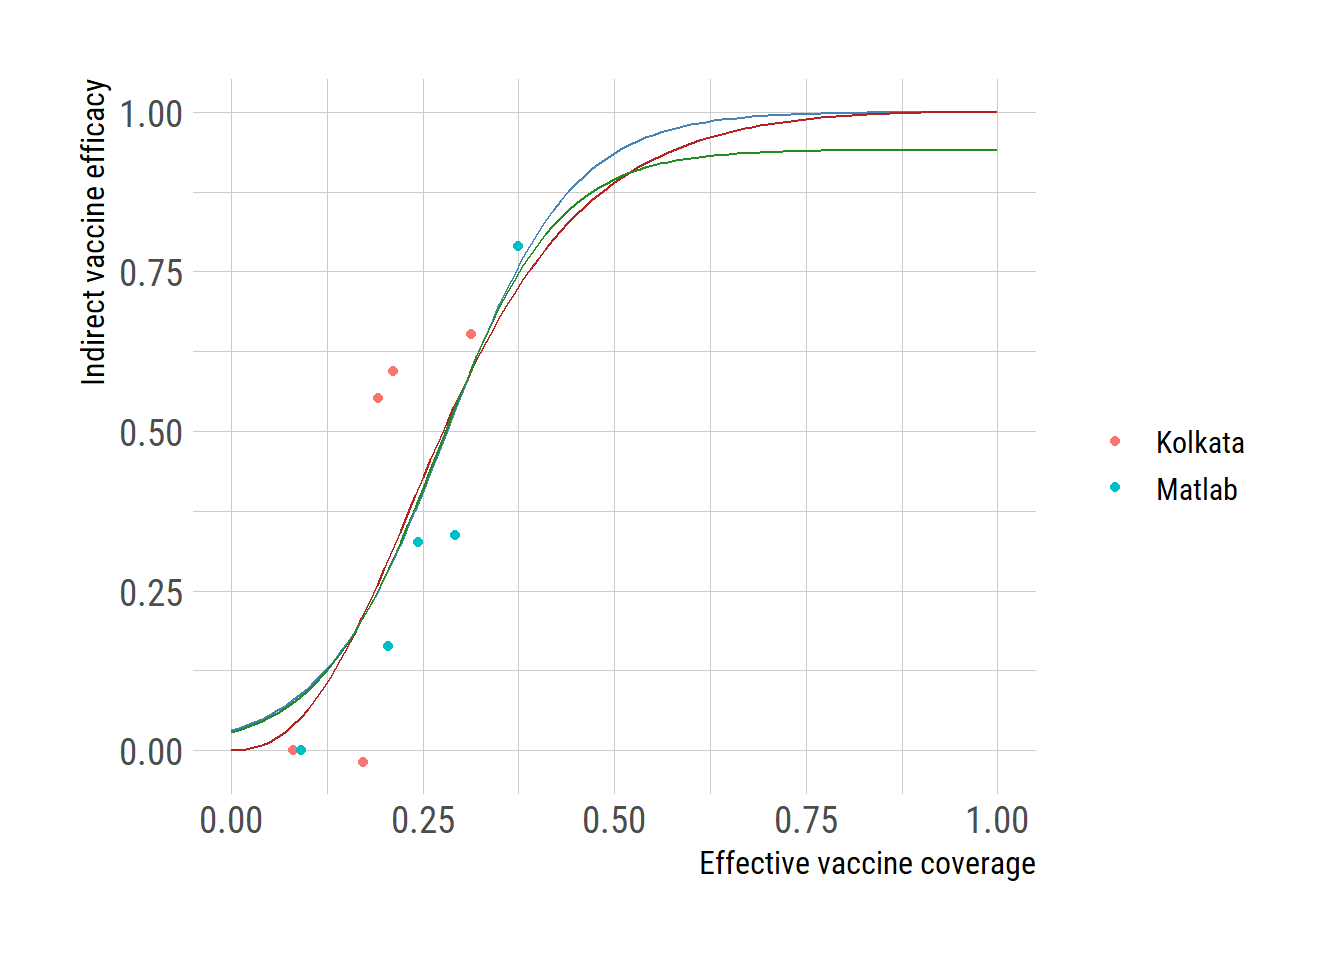 Indirect vaccine efficacy
1.00
0.75
0.50
0.25
0.00
0.00 0.25 0.50 0.75 1.00
Effective vaccine coverage
Kolkata
Matlab